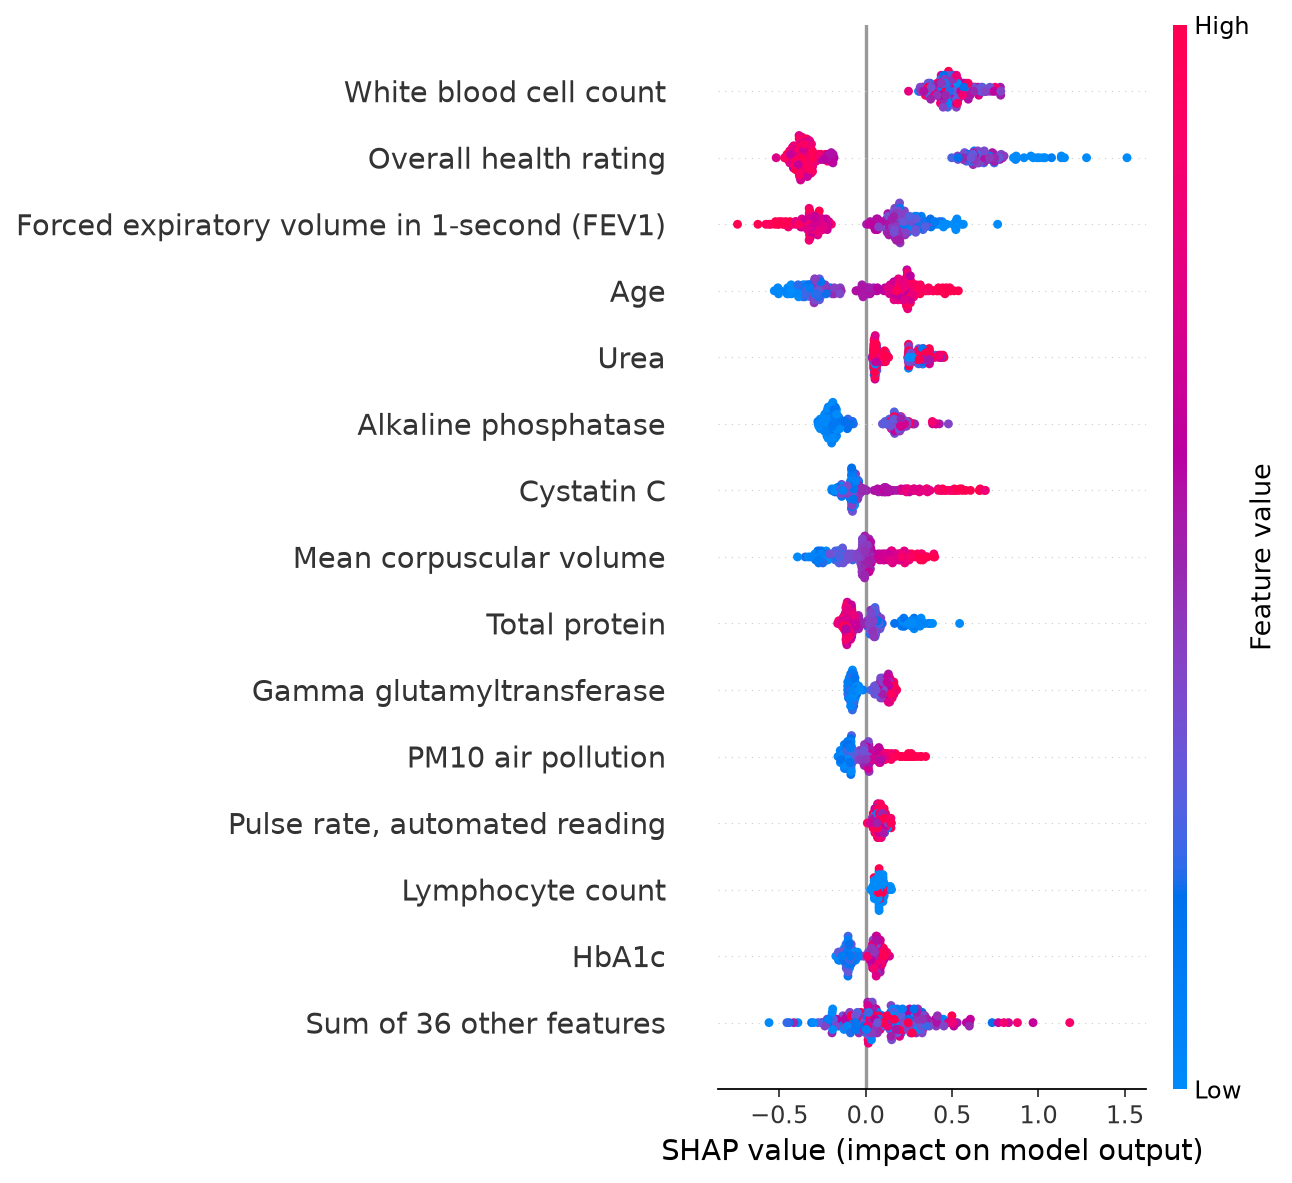 High
White blood cell count
Overall health rating
Forced expiratory volume in 1-second (FEV1)
Age
Urea
Alkaline phosphatase
Cystatin C
Mean corpuscular volume
Total protein
Gamma glutamyltransferase
PM10 air pollution
Pulse rate, automated reading
Lymphocyte count
HbA1c
Sum of 36 other features
Feature value
Low
−0.5 0.0 0.5 1.0 1.5
SHAP value (impact on model output)